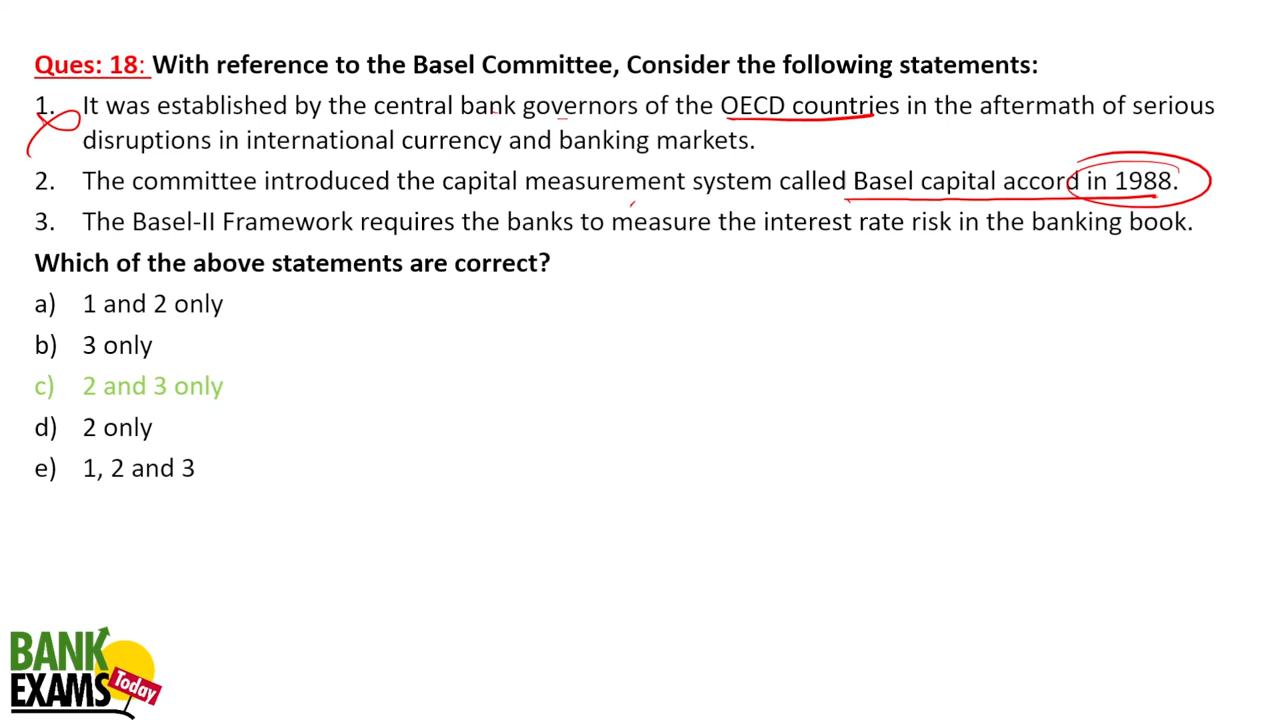 Ques: 18: With reference to the Basel Committee, Consider the following statements:
1. It was established by the central bank governors of the OECD countries in the aftermath of serious
disruptions in international currency and banking markets.
2. The committee introduced the capital measurement system called Basel capital accord in 1988.
3. The Basel-II Framework requires the banks to measure the interest rate risk in the banking book.
Which of the above statements are correct?
a) 1 and 2 only
b) 3 only
c) 2 and 3 only
d) 2 only
e) 1, 2 and 3
BANK
EXAMS
Today